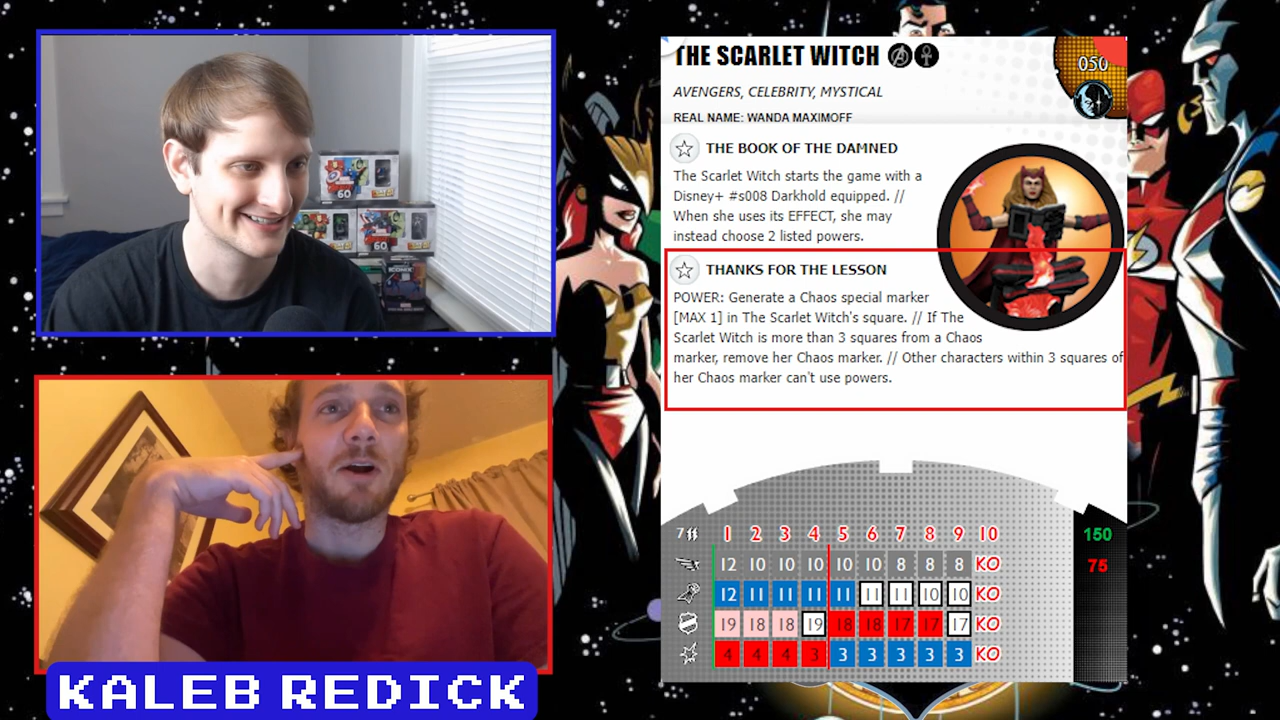 THE SCARLET WITCH
050
AVENGERS, CELEBRITY, MYSTICAL
REAL NAME: WANDA MAXIMOFF
THE BOOK OF THE DAMNED
The Scarlet Witch starts the game with a
Disney+ #s008 Darkhold equipped. //
When she uses its EFFECT, she may
instead choose 2 listed powers.
THANKS FOR THE LESSON
POWER: Generate a Chaos special marker
[MAX 1] in The Scarlet Witch's square. // If The
Scarlet Witch is more than 3 squares from a Chaos
marker, remove her Chaos marker. // Other characters within 3 squares of
her Chaos marker can't use powers.
7 1 2 3 4 5 6 7 8 9 10 150
12 10 10 10 10 10 8 8 8 KO 75
12 11 11 11 11 11 11 10 10 KO
19 18 18 19 18 18 17 17 17 KO
4 4 4 3 3 3 3 3 3 KO
60
60
KALEB REDICK